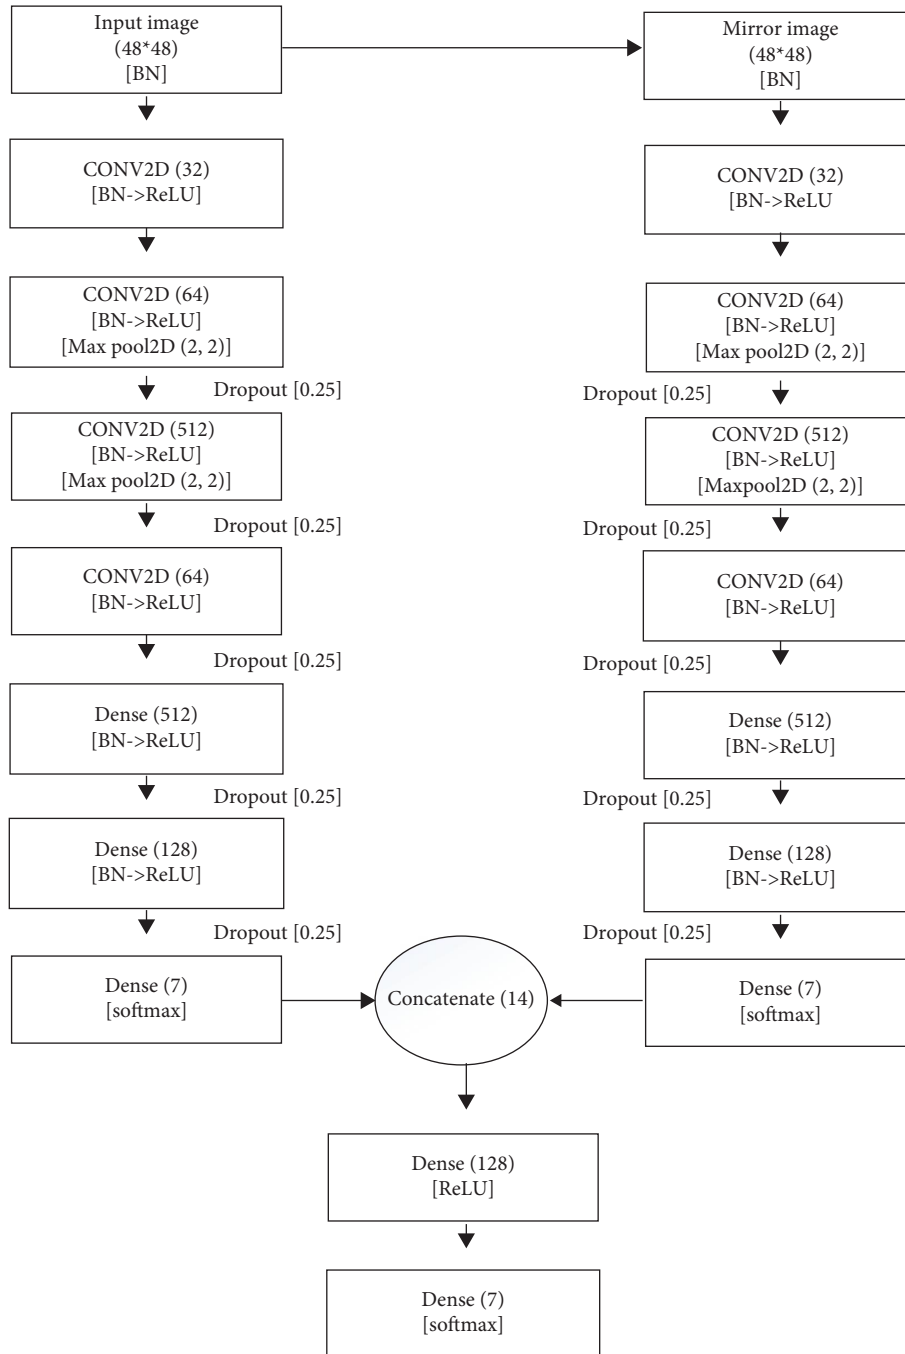 Input image
(48*48)
[BN]
CONV2D (32)
[BN->ReLU]
CONV2D (64)
[BN->ReLU]
[Max pool2D (2, 2)]
Dropout [0.25]
CONV2D (512)
[BN->ReLU]
[Max pool2D (2, 2)]
Dropout [0.25]
CONV2D (64)
[BN->ReLU]
Dropout [0.25]
Dense (512)
[BN->ReLU]
Dropout [0.25]
Dense (128)
[BN->ReLU]
Dropout [0.25]
Dense (7)
[softmax]
Mirror image
(48*48)
[BN]
CONV2D (32)
[BN->ReLU
CONV2D (64)
[BN->ReLU]
[Max pool2D (2, 2)]
Dropout [0.25]
CONV2D (512)
[BN->ReLU]
[Maxpool2D (2, 2)]
Dropout [0.25]
CONV2D (64)
[BN->ReLU]
Dropout [0.25]
Dense (512)
[BN->ReLU]
Dropout [0.25]
Dense (128)
[BN->ReLU]
Dropout [0.25]
Dense (7)
[softmax]
Concatenate (14)
Dense (128)
[ReLU]
Dense (7)
[softmax]